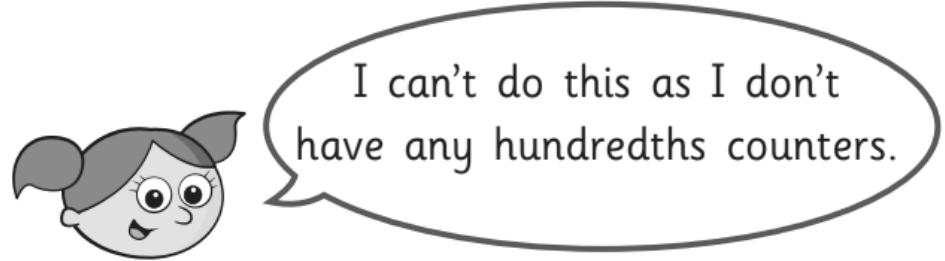 I can't do this as I don't
have any hundredths counters.